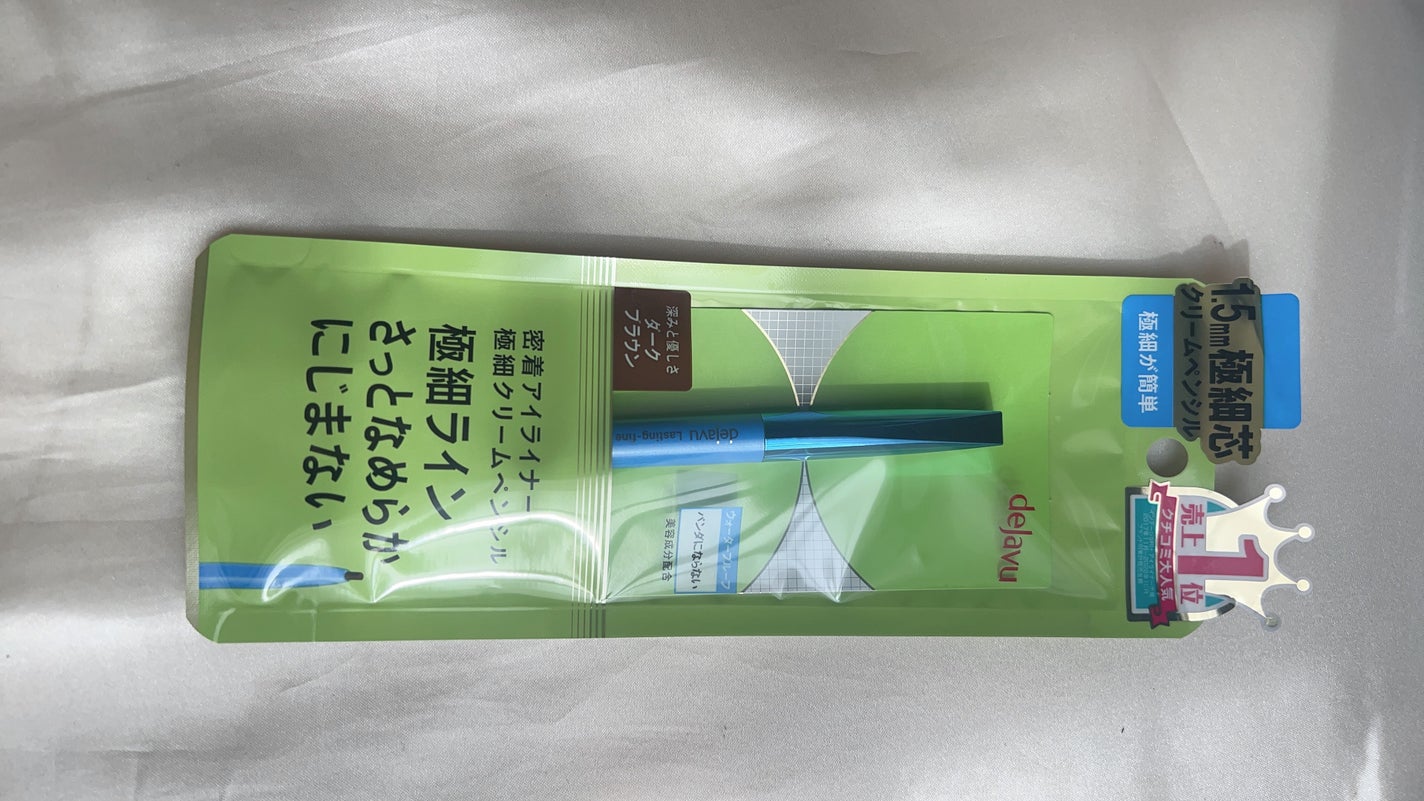 1.5mm極細芯
クリームペンシル
極細が簡単
売上
1
位
クチコミ大人気
dejavu
dejavu Lasting-fine
ウォータープルーフ
パンダにならない
美容成分配合
深みと優しさ
ダーク
ブラウン
密着アイライナー
極細クリームペンシル
極細ライン
さっとなめらか
にじまない